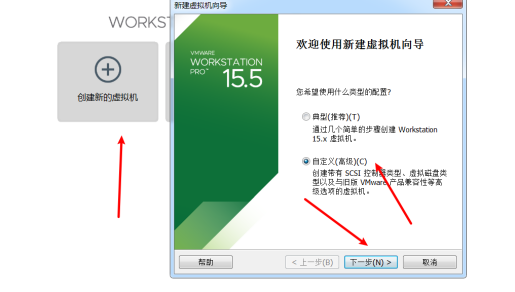 新建虚拟机向导
WORKST
创建新的虚拟机
VMWARE
WORKSTATION
PRO™
15.5
欢迎使用新建虚拟机向导
您希望使用什么类型的配置?
典型(推荐)(T)
通过几个简单的步骤创建 Workstation
15.x 虚拟机。
自定义(高级)(C)
创建带有 SCSI 控制器类型、虚拟磁盘类
型以及与旧版 VMware 产品兼容性等高
级选项的虚拟机。
帮助
< 上一步(B)
下一步(N) >
取消